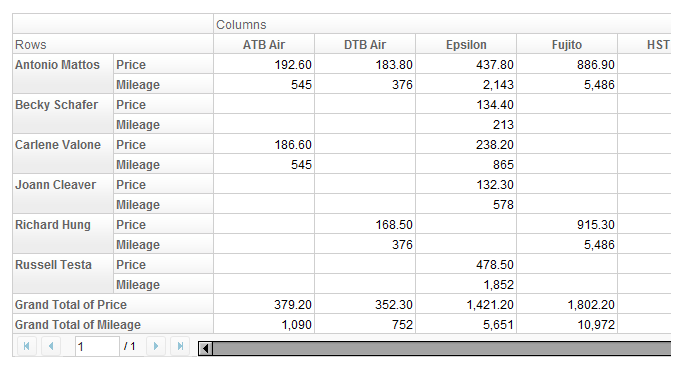 Columns
Rows ATB Air DTB Air Epsilon Fujito HST
Antonio Mattos Price 192.60 183.80 437.80 886.90
Mileage 545 376 2,143 5,486
Becky Schafer Price 134.40
Mileage 213
Carlene Valone Price 186.60 238.20
Mileage 545 865
Joann Cleaver Price 132.30
Mileage 578
Richard Hung Price 168.50 915.30
Mileage 376 5,486
Russell Testa Price 478.50
Mileage 1,852
Grand Total of Price 379.20 352.30 1,421.20 1,802.20
Grand Total of Mileage 1,090 752 5,651 10,972
1 / 1